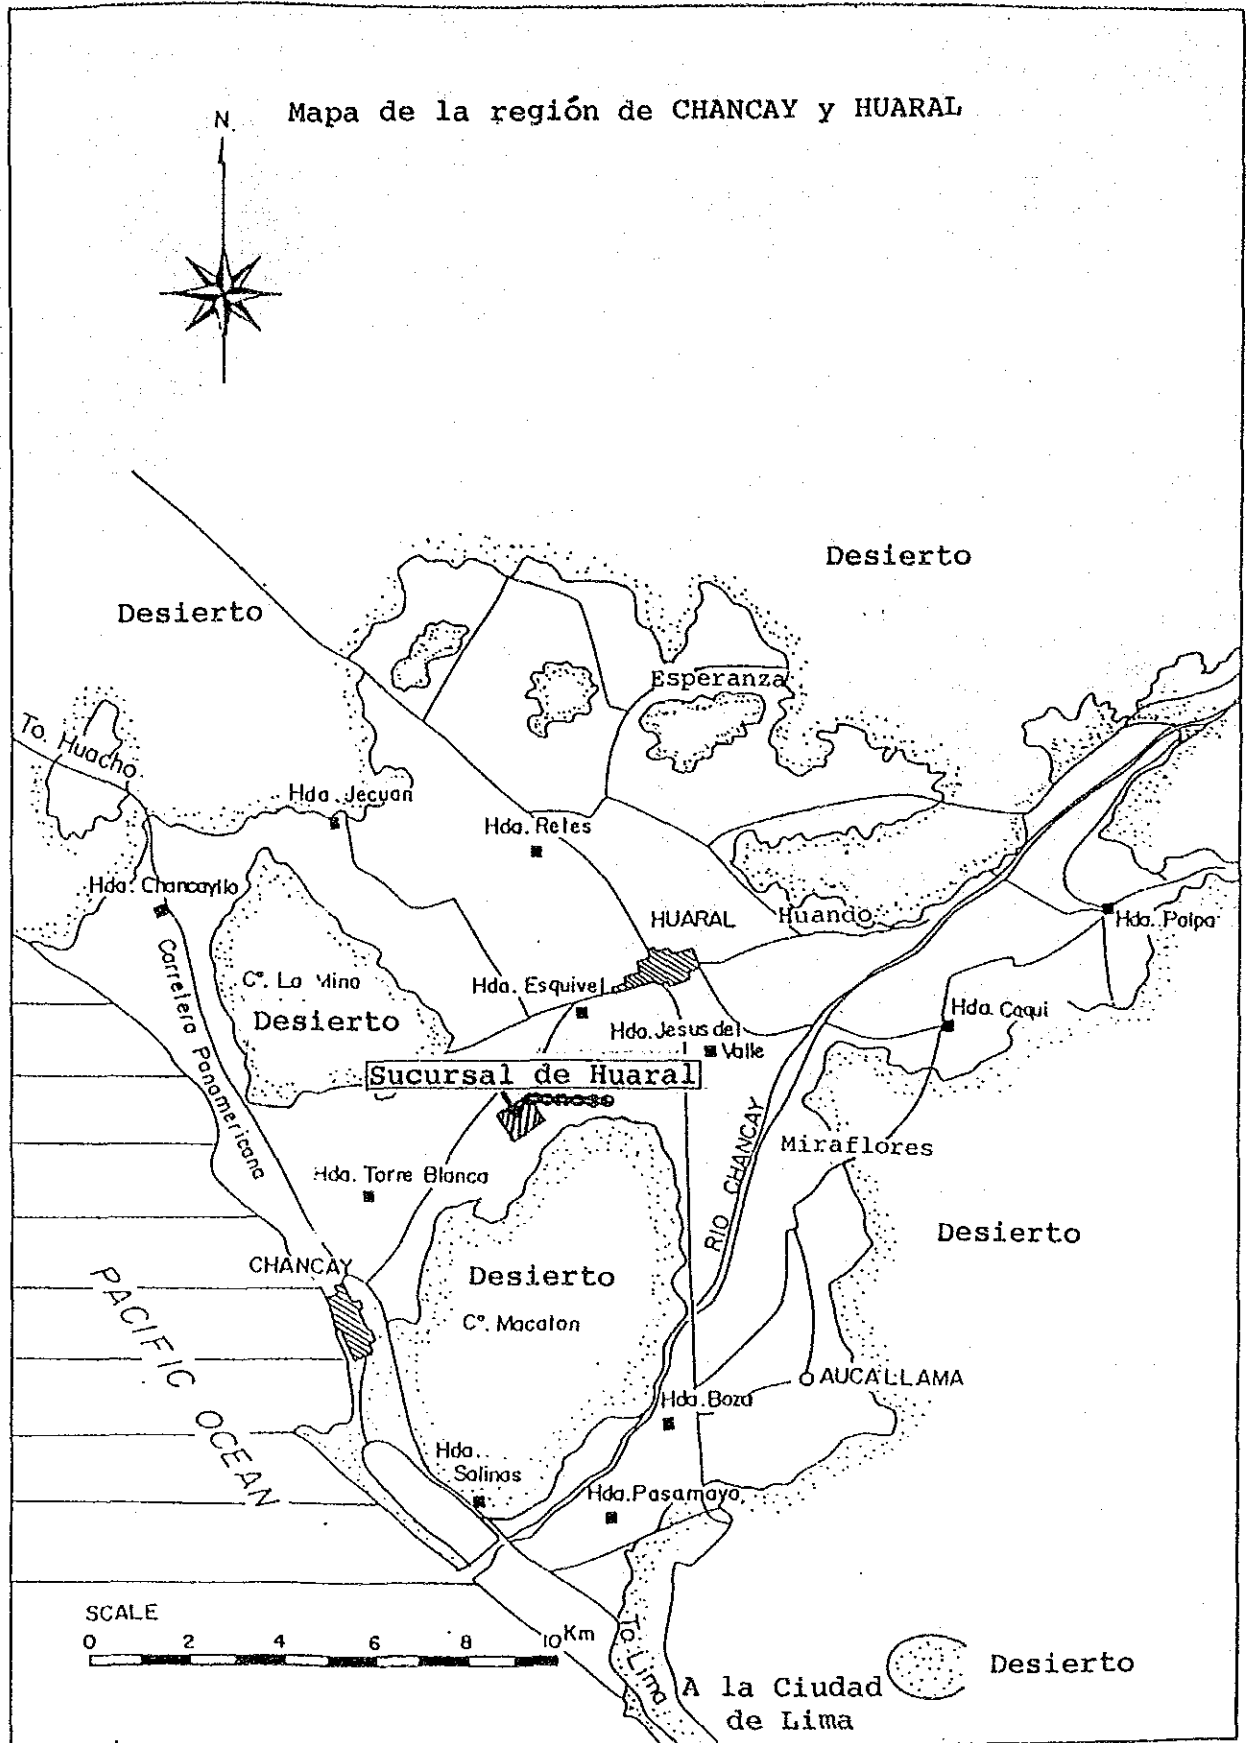 Mapa de la región de CHANCAY y HUARAL
N.
Desierto
Desierto
Esperanza
To. Huacho
Hda. Jecuan
Hda. Retes
Hda. Chancayllo
HUARAL
Huando
Hda. Palpa
Carretera Panamericana
C°. La Mina
Desierto
Hda. Esquivel
Hda. Jesus del
Valle
Hda. Caqui
Sucursal de Huaral
RIO CHANCAY
Miraflores
Hda. Torre Blanca
Desierto
CHANCAY
Desierto
C°. Macaton
PACIFIC OCEAN
AUCALLAMA
Hda. Boza
Hda.
Salinas
Hda. Pasamayo
SCALE
0 2 4 6 8 10 Km
To. Lima
A la Ciudad
de Lima
Desierto